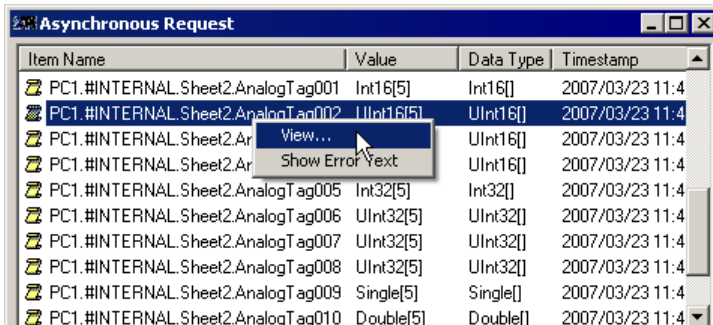 Asynchronous Request
Item Name Value Data Type Timestamp
PC1.#INTERNAL.Sheet2.AnalogTag001 Int16[5] Int16[] 2007/03/23 11:4
PC1.#INTERNAL.Sheet2.AnalogTag002 UInt16[5] UInt16[] 2007/03/23 11:4
PC1.#INTERNAL.Sheet2.An UInt16[] 2007/03/23 11:4
View...
PC1.#INTERNAL.Sheet2.An UInt16[] 2007/03/23 11:4
Show Error Text
PC1.#INTERNAL.Sheet2.AnalogTag005 Int32[5] Int32[] 2007/03/23 11:4
PC1.#INTERNAL.Sheet2.AnalogTag006 UInt32[5] UInt32[] 2007/03/23 11:4
PC1.#INTERNAL.Sheet2.AnalogTag007 UInt32[5] UInt32[] 2007/03/23 11:4
PC1.#INTERNAL.Sheet2.AnalogTag008 UInt32[5] UInt32[] 2007/03/23 11:4
PC1.#INTERNAL.Sheet2.AnalogTag009 Single[5] Single[] 2007/03/23 11:4
PC1.#INTERNAL.Sheet2.AnalogTag010 Double[5] Double[] 2007/03/23 11:4